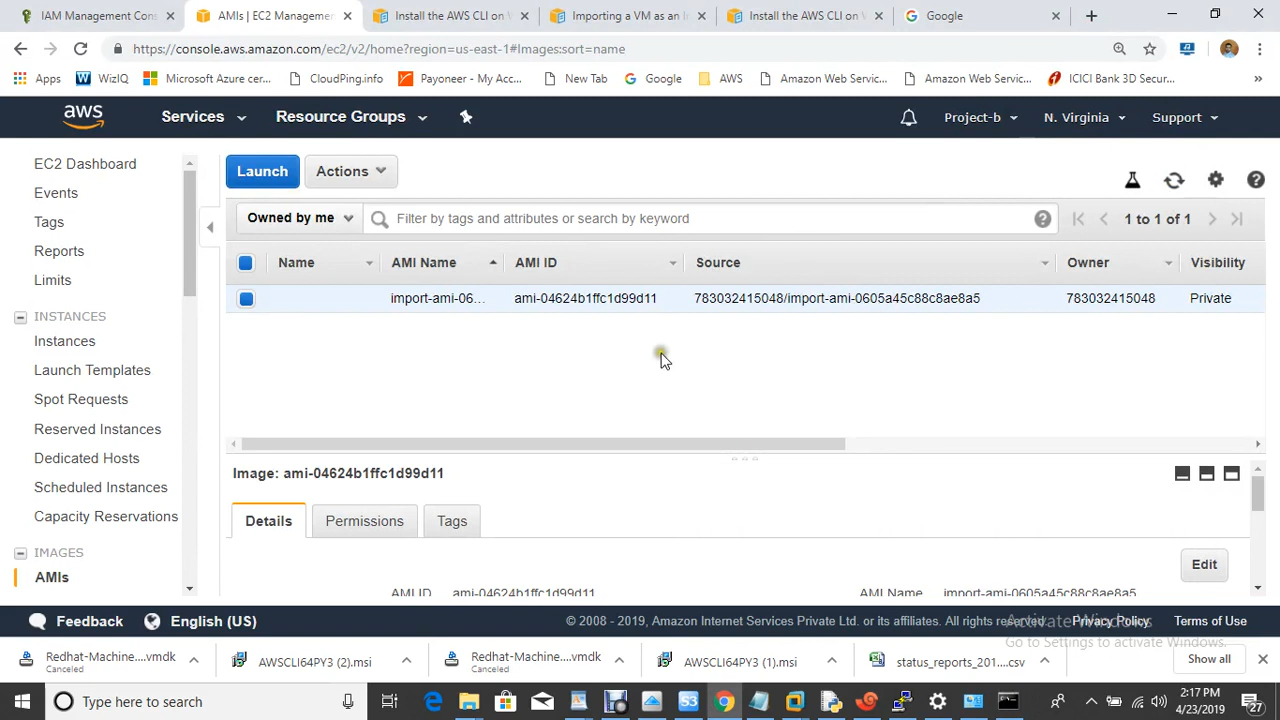 IAM Management Cons
AMIs | EC2 Management
Install the AWS CLI on V
Importing a VM as an I
Install the AWS CLI on V
Google
https://console.aws.amazon.com/ec2/v2/home?region=us-east-1#Images:sort=name
Apps
WizIQ
Microsoft Azure cer...
CloudPing.info
Payoneer - My Acc...
New Tab
Google
AWS
Amazon Web Servic...
Amazon Web Servic...
ICICI Bank 3D Secur...
»
aws
Services
Resource Groups
Project-b
N. Virginia
Support
EC2 Dashboard
Events
Tags
Reports
Limits
INSTANCES
Instances
Launch Templates
Spot Requests
Reserved Instances
Dedicated Hosts
Scheduled Instances
Capacity Reservations
IMAGES
AMIs
Launch
Actions
Owned by me
Filter by tags and attributes or search by keyword
1 to 1 of 1
Name
AMI Name
AMI ID
Source
Owner
Visibility
import-ami-06...
ami-04624b1ffc1d99d11
783032415048/import-ami-0605a45c88c8ae8a5
783032415048
Private
Image: ami-04624b1ffc1d99d11
Details
Permissions
Tags
Edit
AMI ID
ami-04624b1ffc1d99d11
AMI Name
import-ami-0605a45c88c8ae8a5
Feedback
English (US)
© 2008 - 2019, Amazon Internet Services Private Ltd. or its affiliates. All rights reserved.
Privacy Policy
Terms of Use
Activate Windows
Go to Settings to activate Windows.
Redhat-Machine....vmdk
Canceled
AWSCLI64PY3 (2).msi
Redhat-Machine....vmdk
Canceled
AWSCLI64PY3 (1).msi
status_reports_201....csv
Show all
Type here to search
2:17 PM
4/23/2019
27